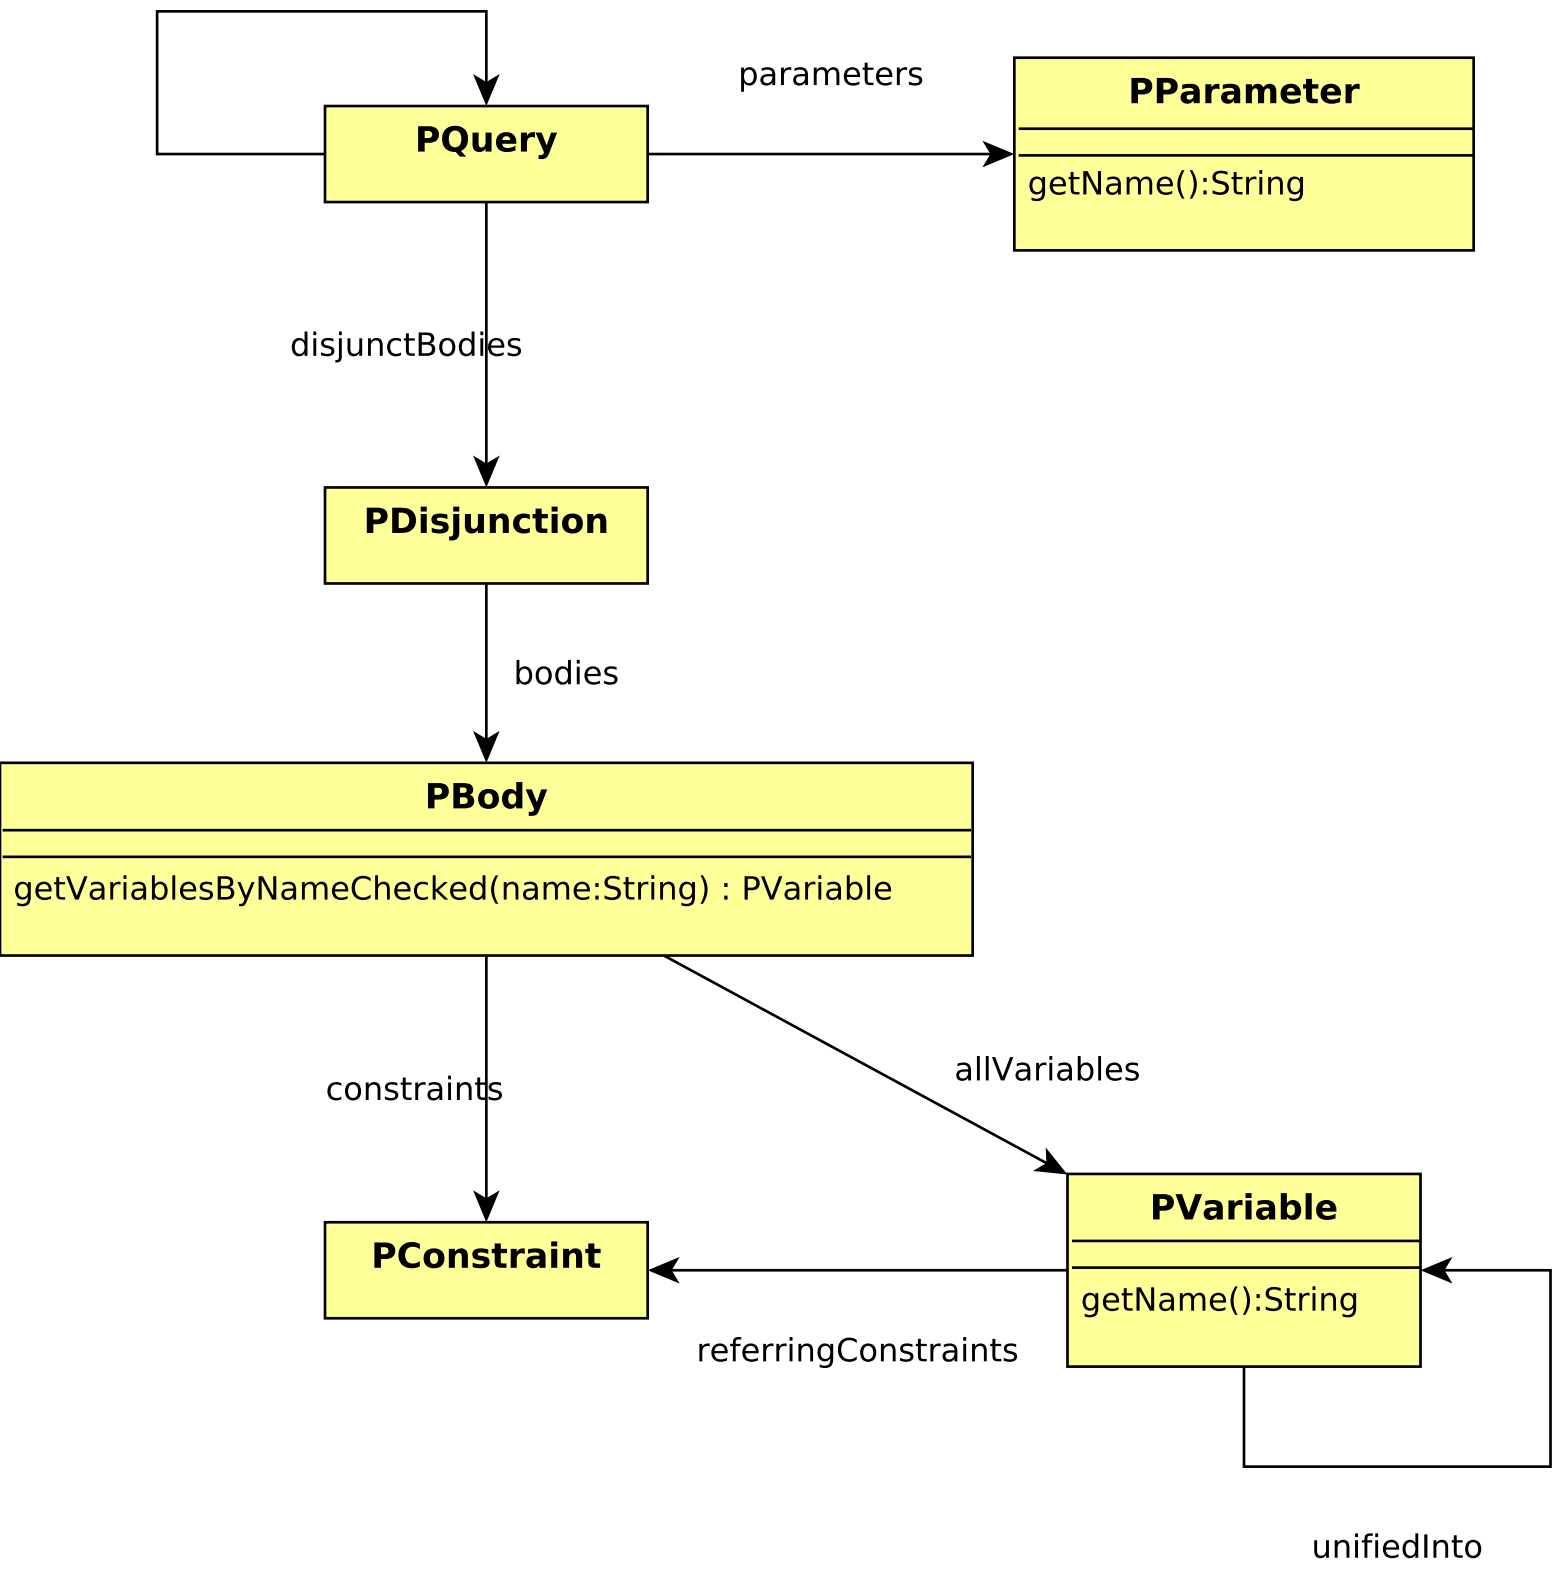 parameters
PParameter
PQuery
getName():String
disjunctBodies
PDisjunction
bodies
PBody
getVariablesByNameChecked(name:String) : PVariable
allVariables
constraints
PVariable
PConstraint
getName():String
referringConstraints
unifiedInto